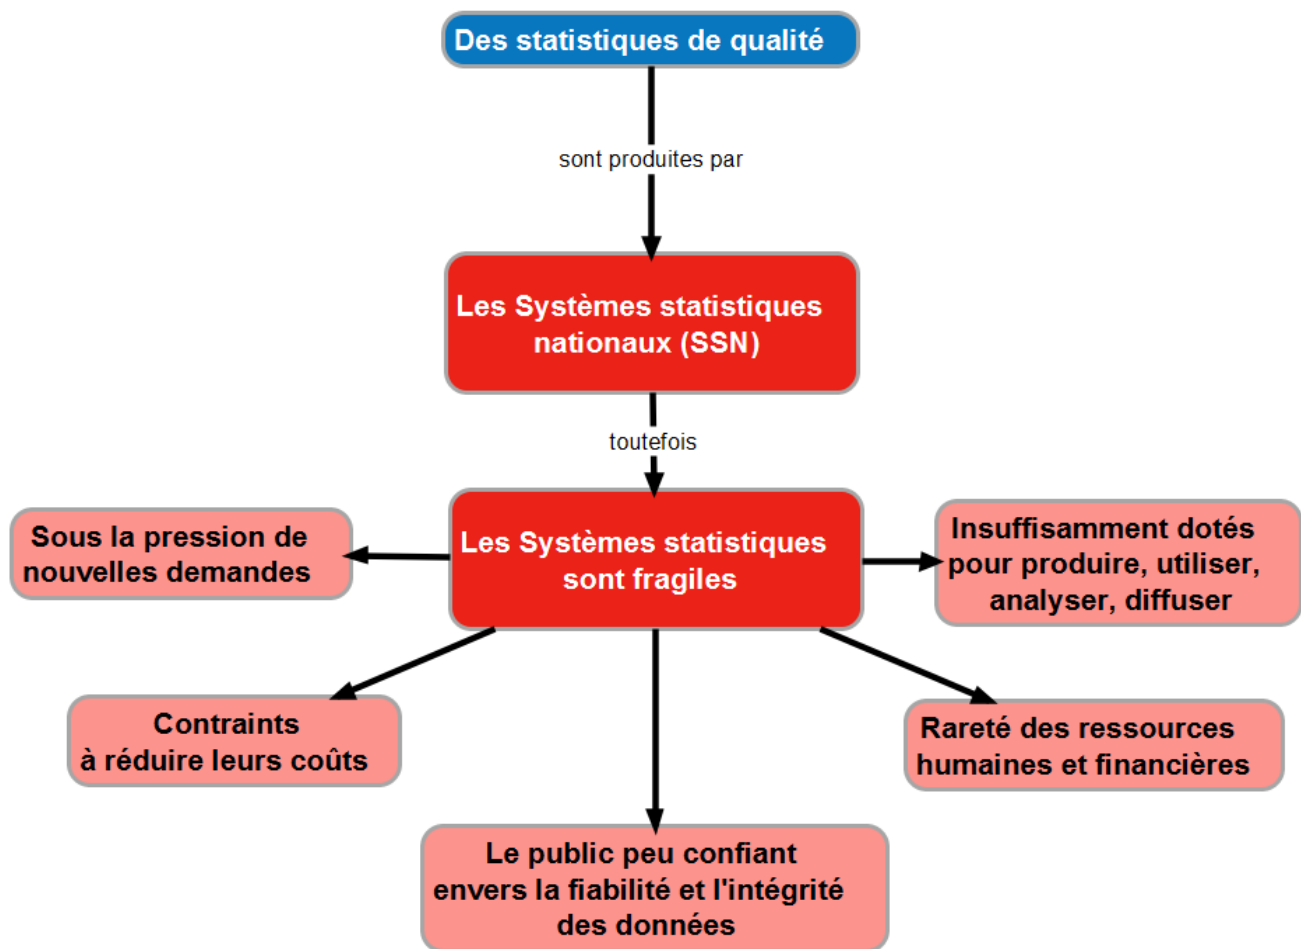 Des statistiques de qualité
sont produites par
Les Systèmes statistiques
nationaux (SSN)
toutefois
Les Systèmes statistiques
sont fragiles
Sous la pression de
nouvelles demandes
Insuffisamment dotés
pour produire, utiliser,
analyser, diffuser
Contraints
à réduire leurs coûts
Rareté des ressources
humaines et financières
Le public peu confiant
envers la fiabilité et l'intégrité
des données